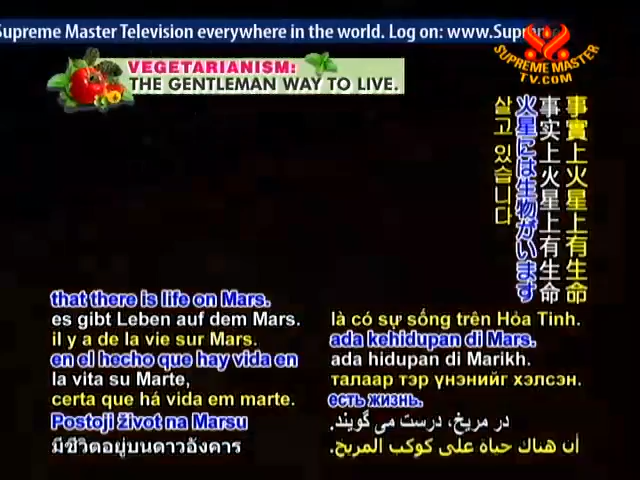 Supreme Master Television everywhere in the world. Log on: www.Supre
SUPREME MASTER
TV.COM
VEGETARIANISM:
THE GENTLEMAN WAY TO LIVE.
事實上火星上有生命
事实上火星上有生命
火星には生物がいます
살고 있습니다
that there is life on Mars.
es gibt Leben auf dem Mars.
il y a de la vie sur Mars.
en el hecho que hay vida en
la vita su Marte,
certa que há vida em marte.
Postoji život na Marsu
มีชีวิตอยู่บนดาวอังคาร
là có sự sống trên Hỏa Tinh.
ada kehidupan di Mars.
ada hidupan di Marikh.
талаар тэр үнэнийг хэлсэн.
есть жизнь.
در مریخ، درست می گویند.
أن هناك حياة على كوكب المريخ.